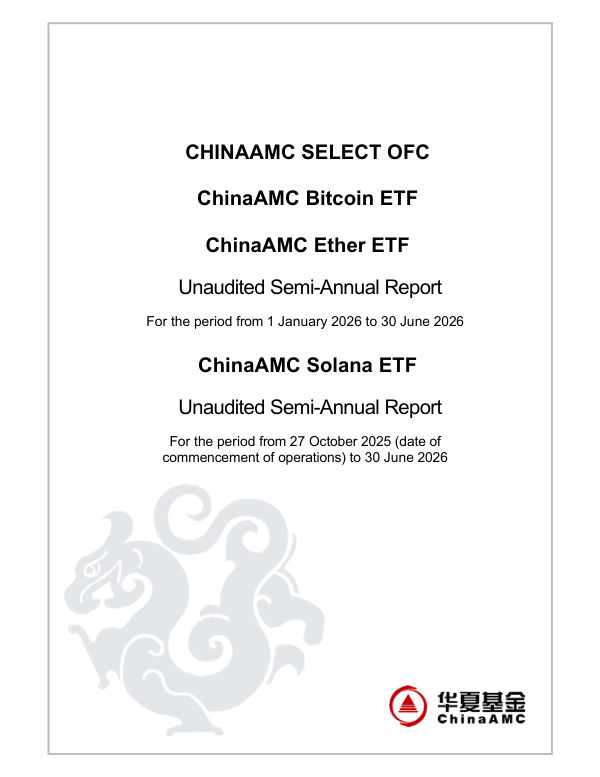 CHINAAMC SELECT OFC
ChinaAMC Bitcoin ETF
ChinaAMC Ether ETF
Unaudited Semi-Annual Report
For the period from 1 January 2026 to 30 June 2026
ChinaAMC Solana ETF
Unaudited Semi-Annual Report
For the period from 27 October 2025 (date of
commencement of operations) to 30 June 2026
华夏基金
ChinaAMC